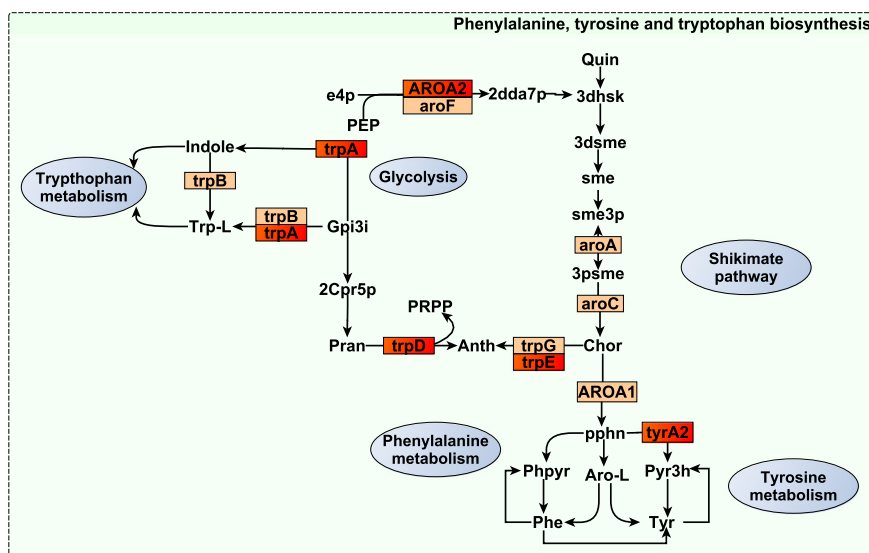 Phenylalanine, tyrosine and tryptophan biosynthesis
Quin
e4p
AROA2
aroF
2dda7p
3dhsk
PEP
3dsme
Indole
trpA
Glycolysis
Trypthophan
metabolism
trpB
sme
sme3p
trpB
trpA
Trp-L
Gpi3i
aroA
Shikimate
pathway
3psme
2Cpr5p
PRPP
aroC
Pran
trpD
Anth
trpG
trpE
Chor
AROA1
Phenylalanine
metabolism
pphn
tyrA2
Phpyr
Aro-L
Pyr3h
Tyrosine
metabolism
Phe
Tyr